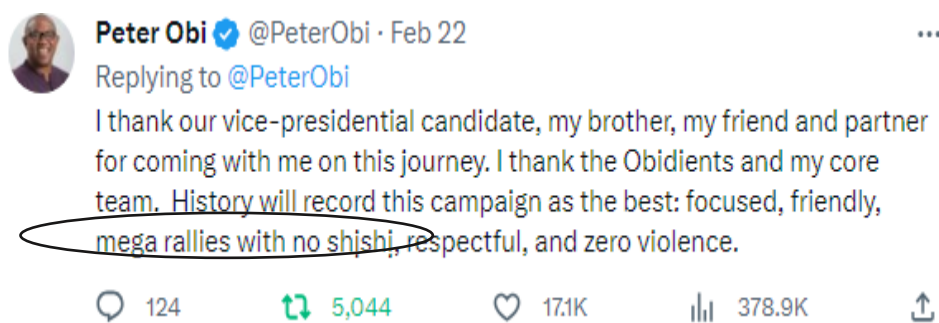 Peter Obi @PeterObi · Feb 22
Replying to @PeterObi
I thank our vice-presidential candidate, my brother, my friend and partner
for coming with me on this journey. I thank the Obidients and my core
team.  History will record this campaign as the best: focused, friendly,
mega rallies with no shishi, respectful, and zero violence.
124 5,044 17.1K 378.9K